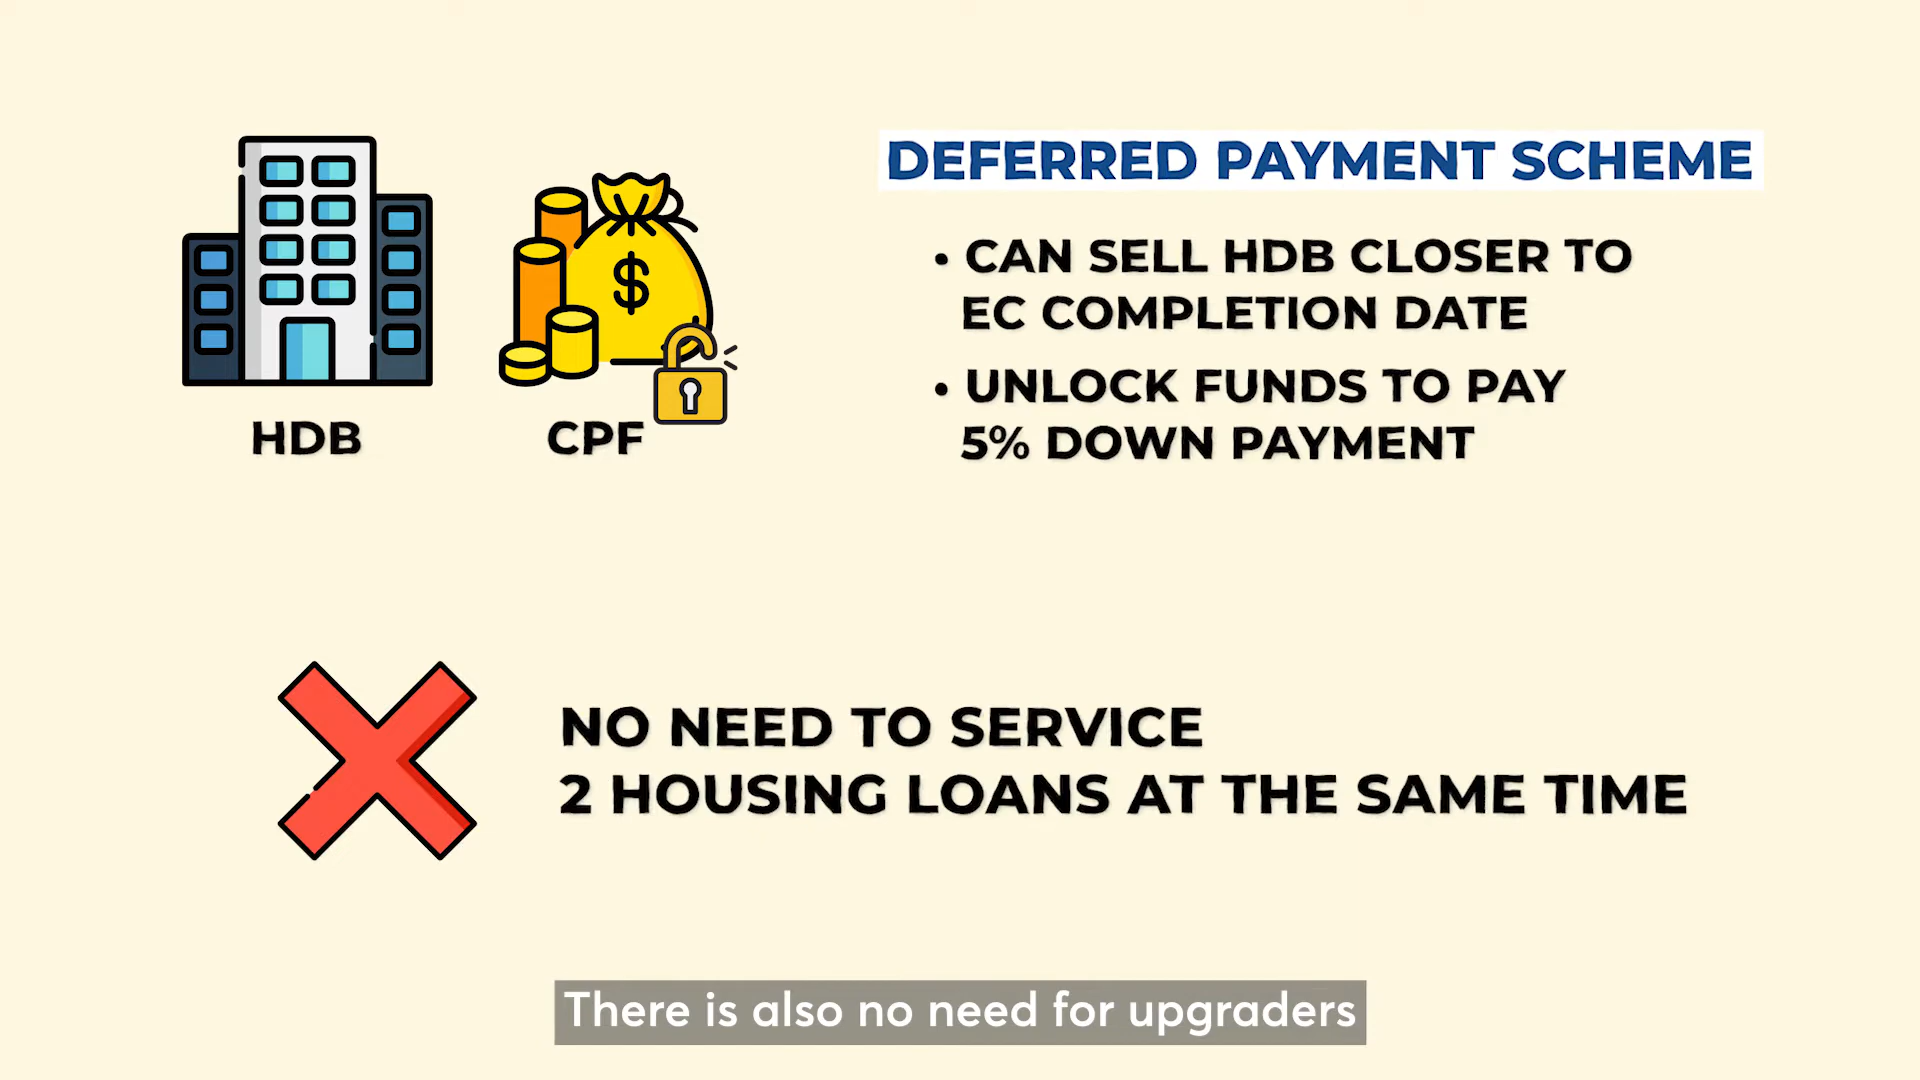 DEFERRED PAYMENT SCHEME
• CAN SELL HDB CLOSER TO
EC COMPLETION DATE
• UNLOCK FUNDS TO PAY
5% DOWN PAYMENT
$
HDB
CPF
NO NEED TO SERVICE
2 HOUSING LOANS AT THE SAME TIME
There is also no need for upgraders